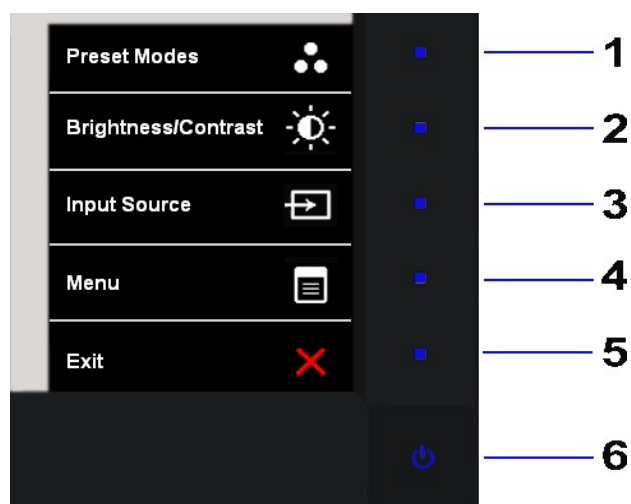 Preset Modes 1
Brightness/Contrast 2
Input Source 3
Menu 4
Exit 5
6